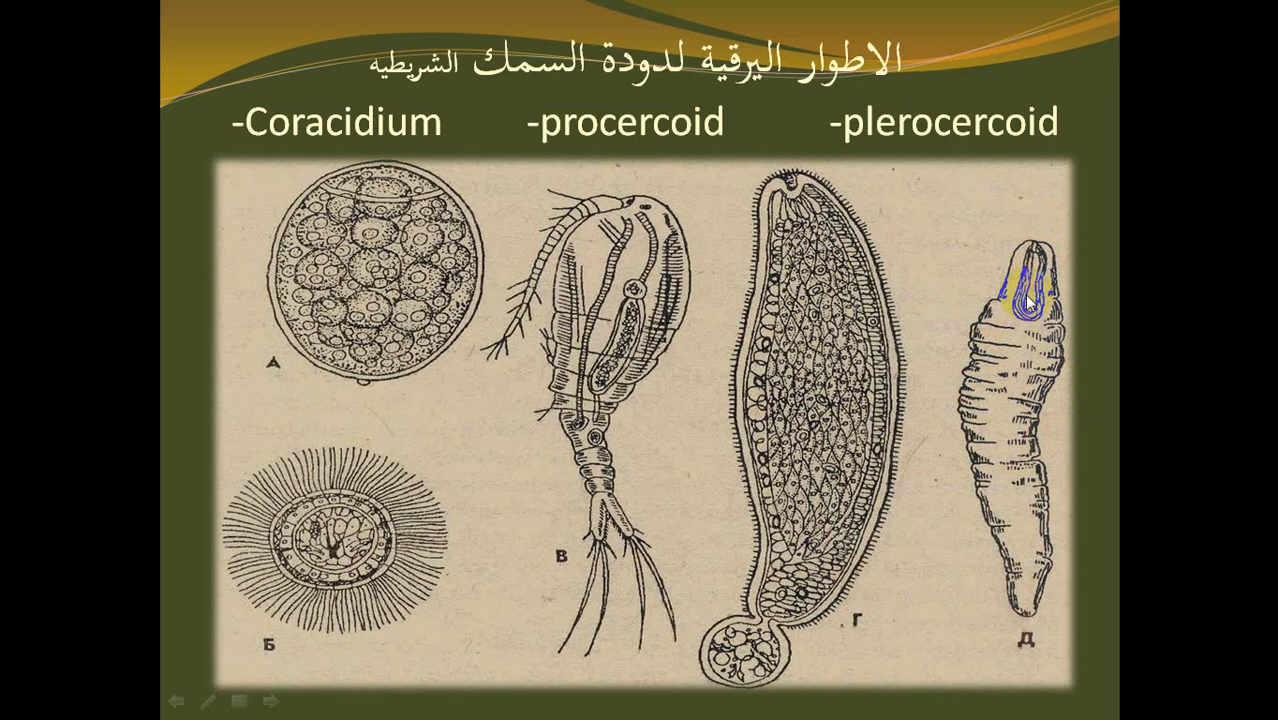 الاطوار اليرقية لدودة السمك الشريطيه
-Coracidium -procercoid -plerocercoid
А
Б
В
Г
Д